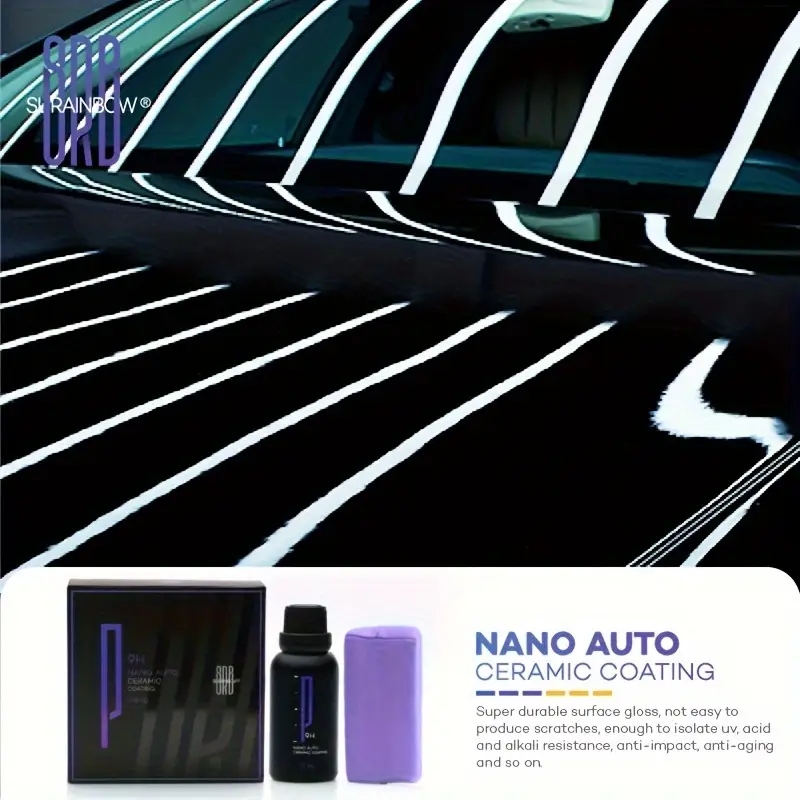 SURAINBOW®
NANO AUTO
CERAMIC COATING
Super durable surface gloss, not easy to
produce scratches, enough to isolate uv, acid
and alkali resistance, anti-impact, anti-aging
and so on.
9H
NANO AUTO
CERAMIC
COATING
9H
NANO AUTO
CERAMIC COATING